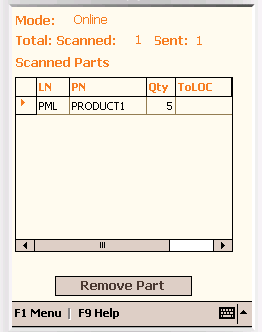 Mode: Online
Total: Scanned: 1 Sent: 1
Scanned Parts
LN PN Qty ToLOC
PML PRODUCT1 5
Remove Part
F1 Menu | F9 Help